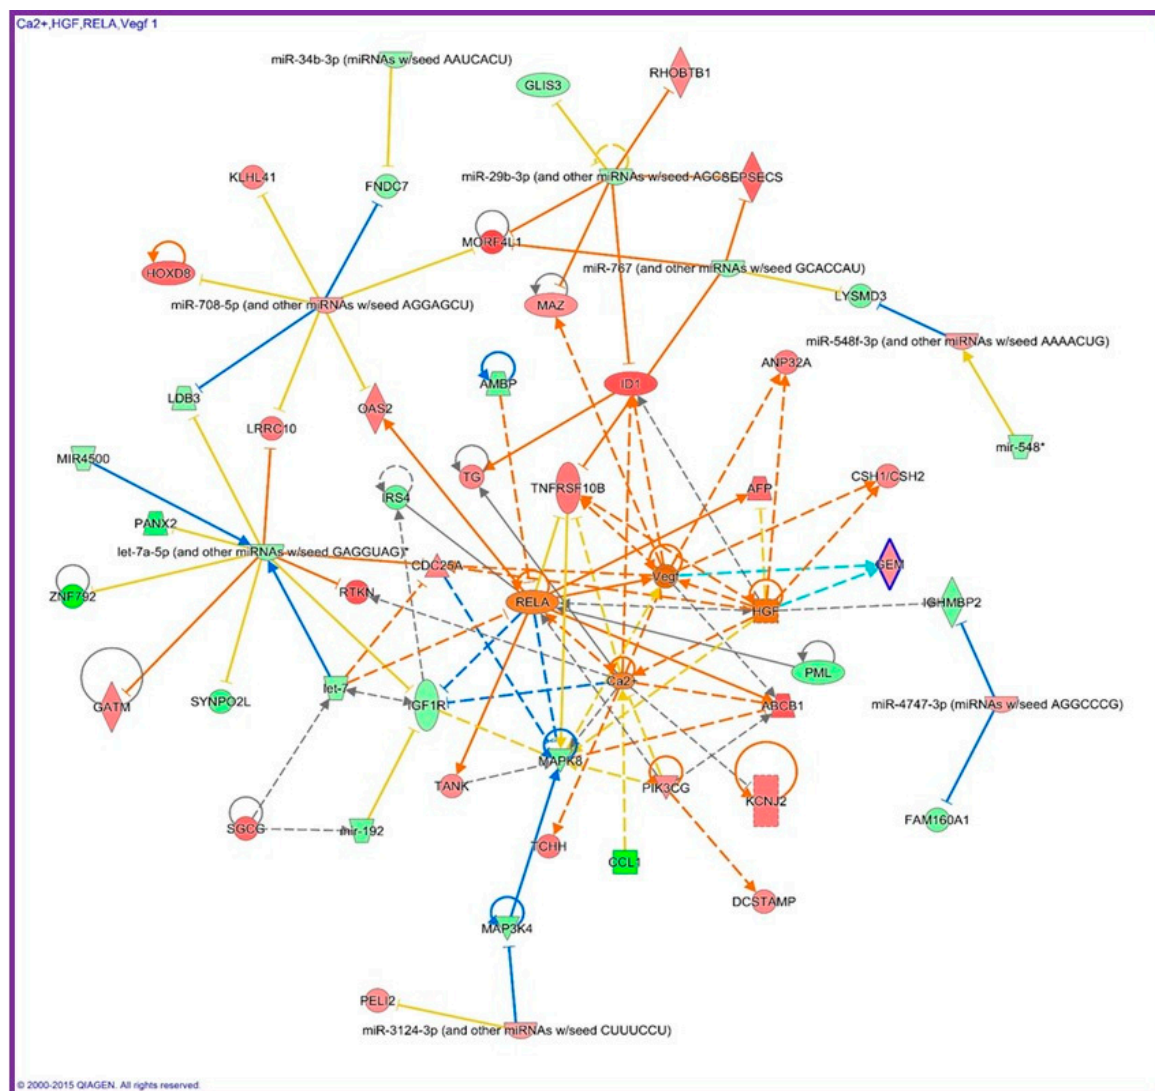 Ca2+,HGF,RELA,Vegf 1
miR-34b-3p (miRNAs w/seed AAUCACU)
GLIS3
RHOBTB1
KLHL41
FNDC7
miR-29b-3p (and other miRNAs w/seed AGCSEPSECS
MORF4L1
HOXD8
miR-767 (and other miRNAs w/seed GCACCAU)
miR-708-5p (and other miRNAs w/seed AGGAGCU)
MAZ
LYSMD3
miR-548f-3p (and other miRNAs w/seed AAAACUG)
ANP32A
AMBP
ID1
LDB3
OAS2
LRRC10
mir-548*
MIR4500
TG
TNFRSF10B
AFP
CSH1/CSH2
IRS4
PANX2
let-7a-5p (and other miRNAs w/seed GAGGUAG)*
CDC25A
Vegf
GEM
ZNF792
RTKN
RELA
HGF
IGHMBP2
PML
let-7
Ca2+
GATM
SYNPO2L
IGF1R
ABCB1
miR-4747-3p (miRNAs w/seed AGGCCCG)
MAPK8
TANK
PIK3CG
KCNJ2
FAM160A1
SGCG
mir-192
TCHH
CCL1
DCSTAMP
MAP3K4
PELI2
miR-3124-3p (and other miRNAs w/seed CUUUCCU)
© 2000-2015 QIAGEN. All rights reserved.